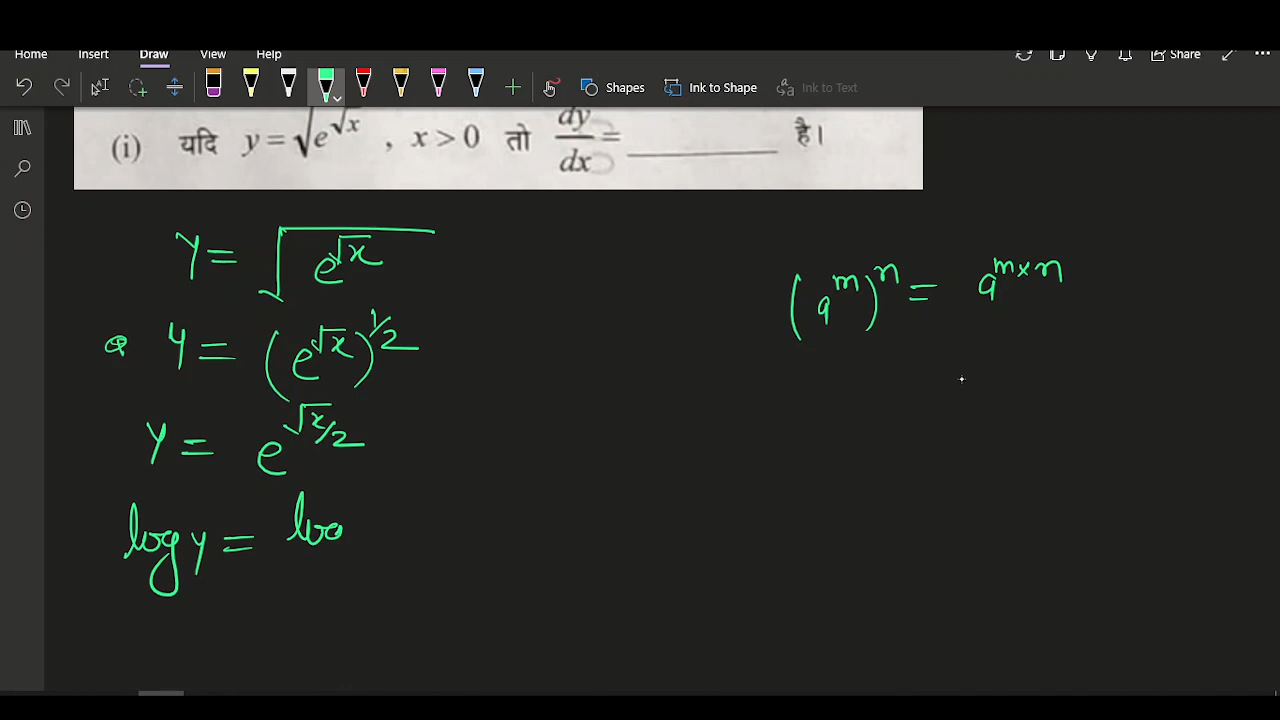 Home Insert Draw View Help Share
Shapes Ink to Shape Ink to Text
(i) यदि y = √e^√x , x > 0 तो dy/dx = ________ है।
y = √e^√x
y = (e^√x)^1/2
y = e^√x/2
log y = log
(a^m)^n = a^m×n